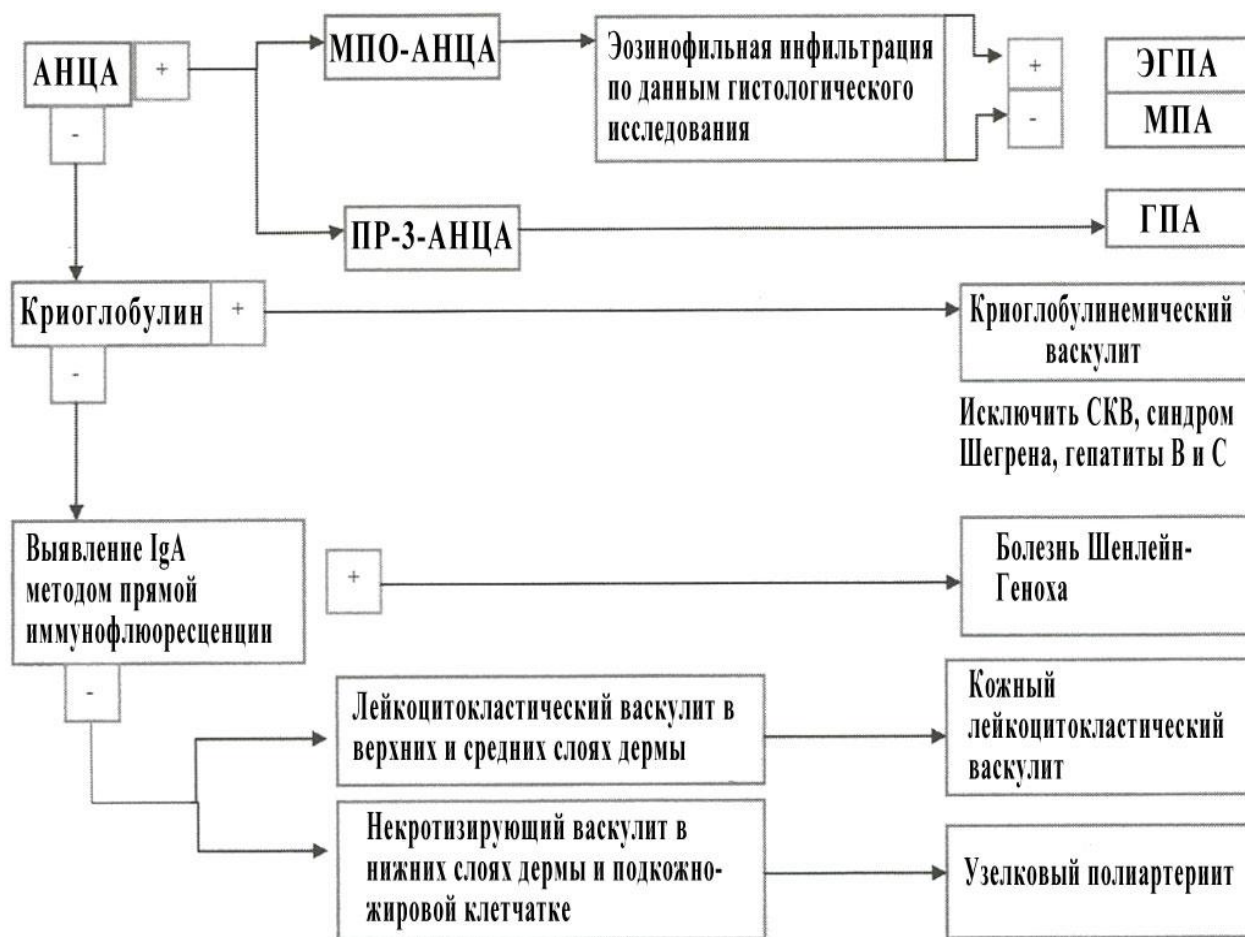 АНЦА
+
-
МПО-АНЦА
Эозинофильная инфильтрация
по данным гистологического
исследования
+
-
ЭГПА
МПА
ПР-3-АНЦА
ГПА
Криоглобулин
+
-
Криоглобулинемический
васкулит
Исключить СКВ, синдром
Шегрена, гепатиты В и С
Выявление IgA
методом прямой
иммунофлюоресценции
+
-
Болезнь Шенлейн-
Геноха
Лейкоцитокластический васкулит в
верхних и средних слоях дермы
Кожный
лейкоцитокластический
васкулит
Некротизирующий васкулит в
нижних слоях дермы и подкожно-
жировой клетчатке
Узелковый полиартериит